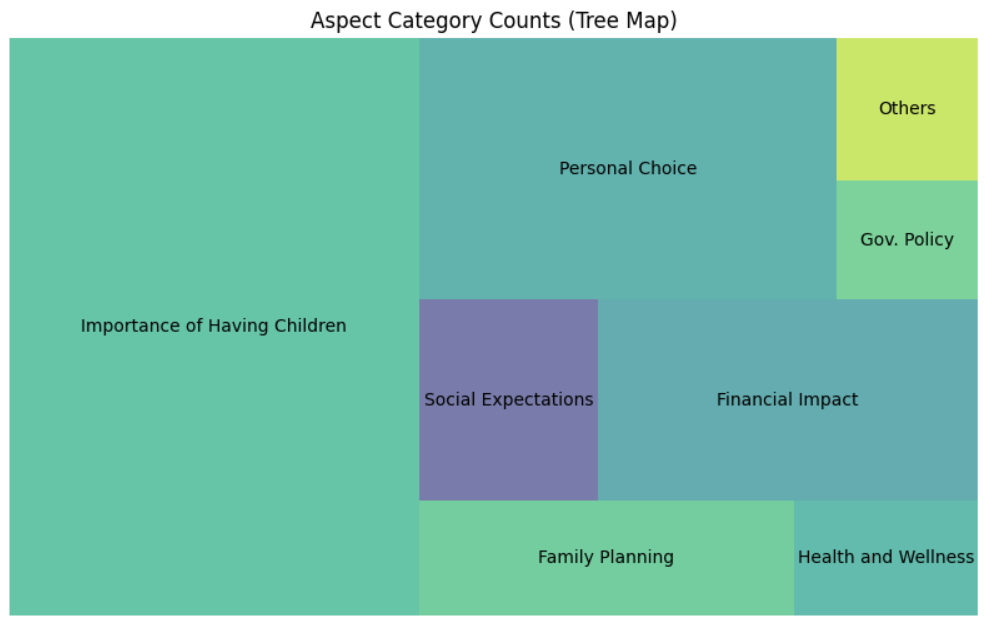 Aspect Category Counts (Tree Map)
Others
Personal Choice
Gov. Policy
Importance of Having Children
Social Expectations
Financial Impact
Family Planning
Health and Wellness